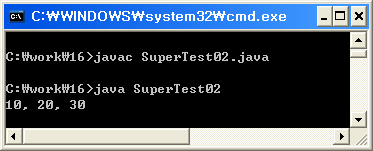 C:₩WINDOWS₩system32₩cmd.exe
C:₩work₩16>javac SuperTest02.java
C:₩work₩16>java SuperTest02
10, 20, 30